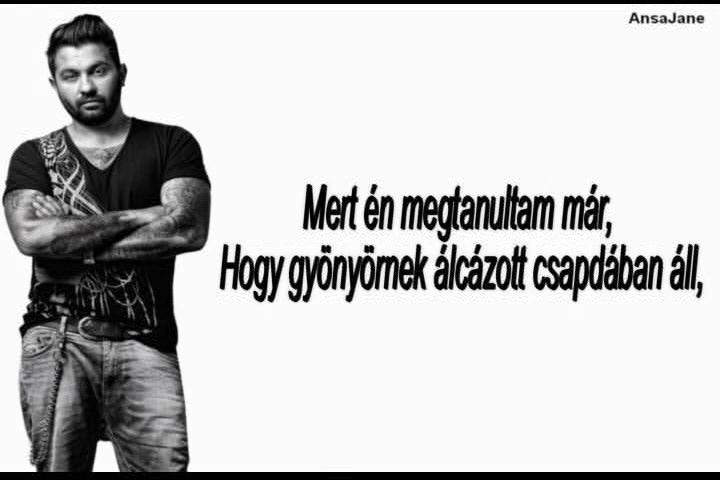 AnsaJane
Mert én megtanultam már,
Hogy gyönyörnek álcázott csapdában áll,